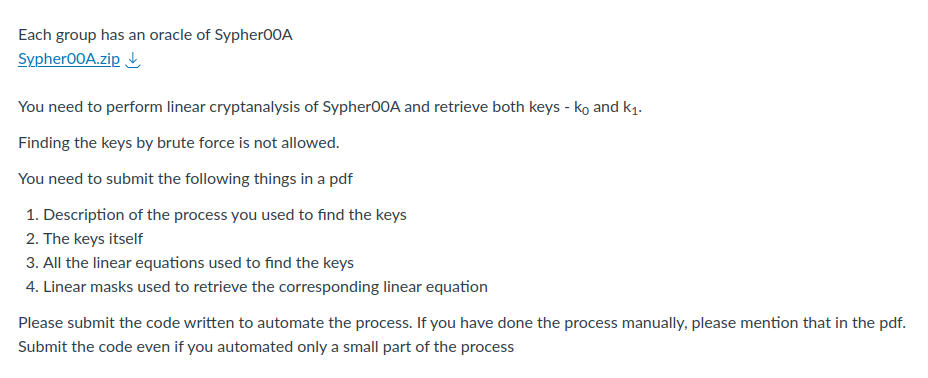 Each group has an oracle of Sypher00A
Sypher00A.zip
You need to perform linear cryptanalysis of Sypher00A and retrieve both keys - k₀ and k₁.
Finding the keys by brute force is not allowed.
You need to submit the following things in a pdf
1. Description of the process you used to find the keys
2. The keys itself
3. All the linear equations used to find the keys
4. Linear masks used to retrieve the corresponding linear equation
Please submit the code written to automate the process. If you have done the process manually, please mention that in the pdf.
Submit the code even if you automated only a small part of the process